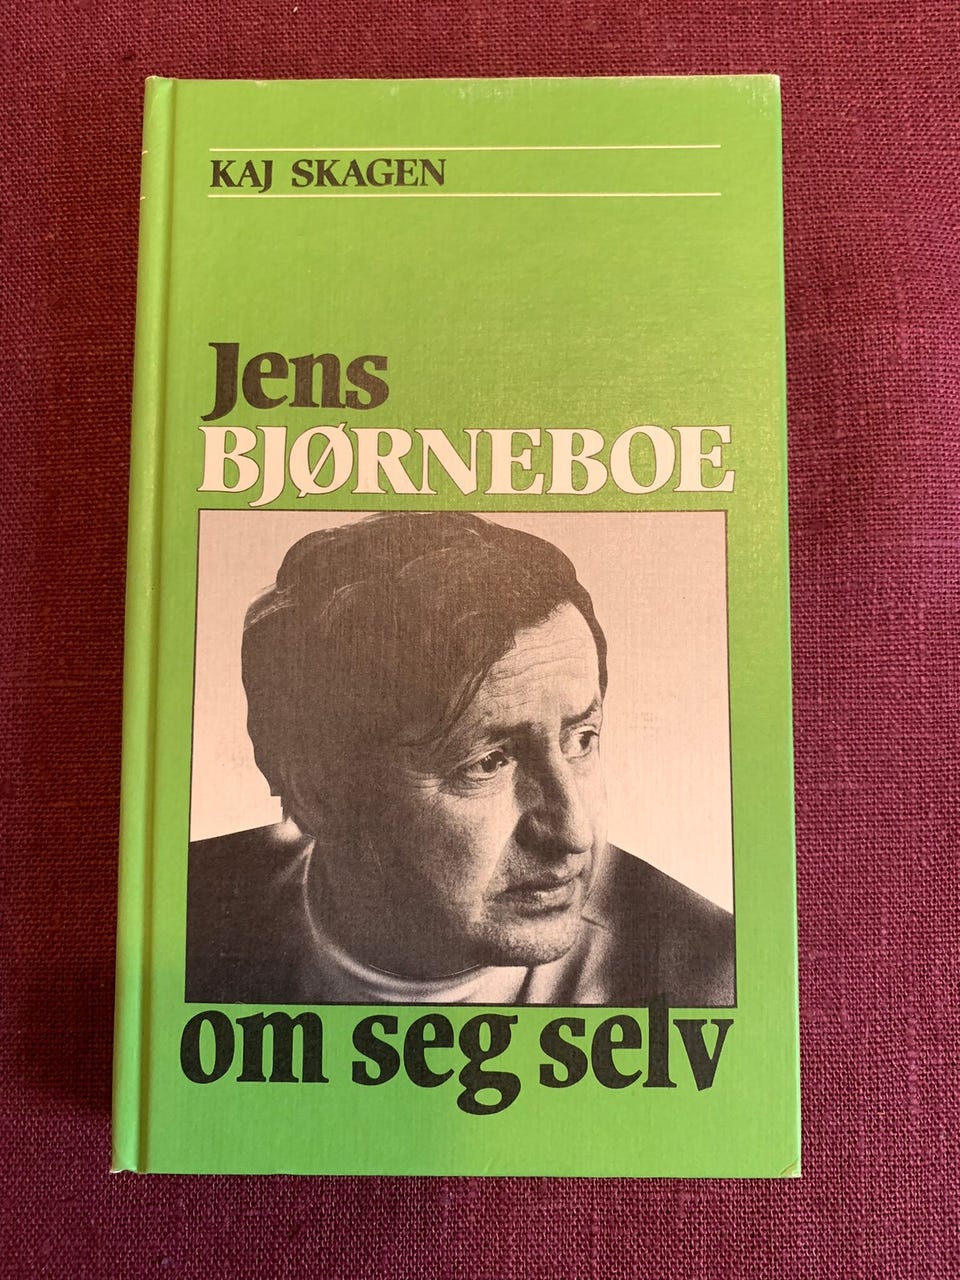 KAJ SKAGEN
Jens
BJØRNEBOE
om seg selv